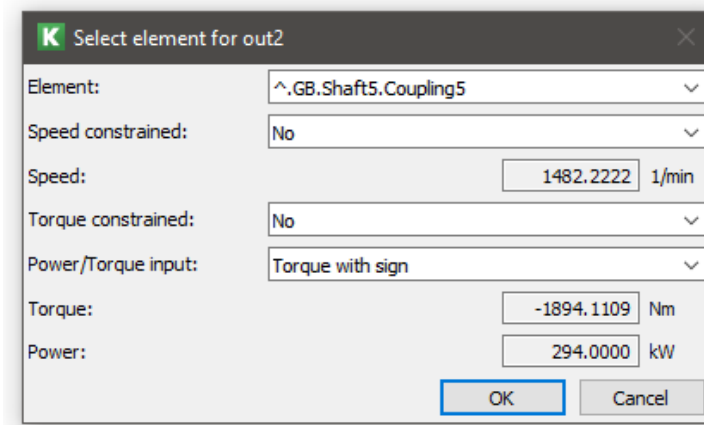 K Select element for out2
Element: ^.GB.Shaft5.Coupling5
Speed constrained: No
Speed: 1482.2222 1/min
Torque constrained: No
Power/Torque input: Torque with sign
Torque: -1894.1109 Nm
Power: 294.0000 kW
OK Cancel